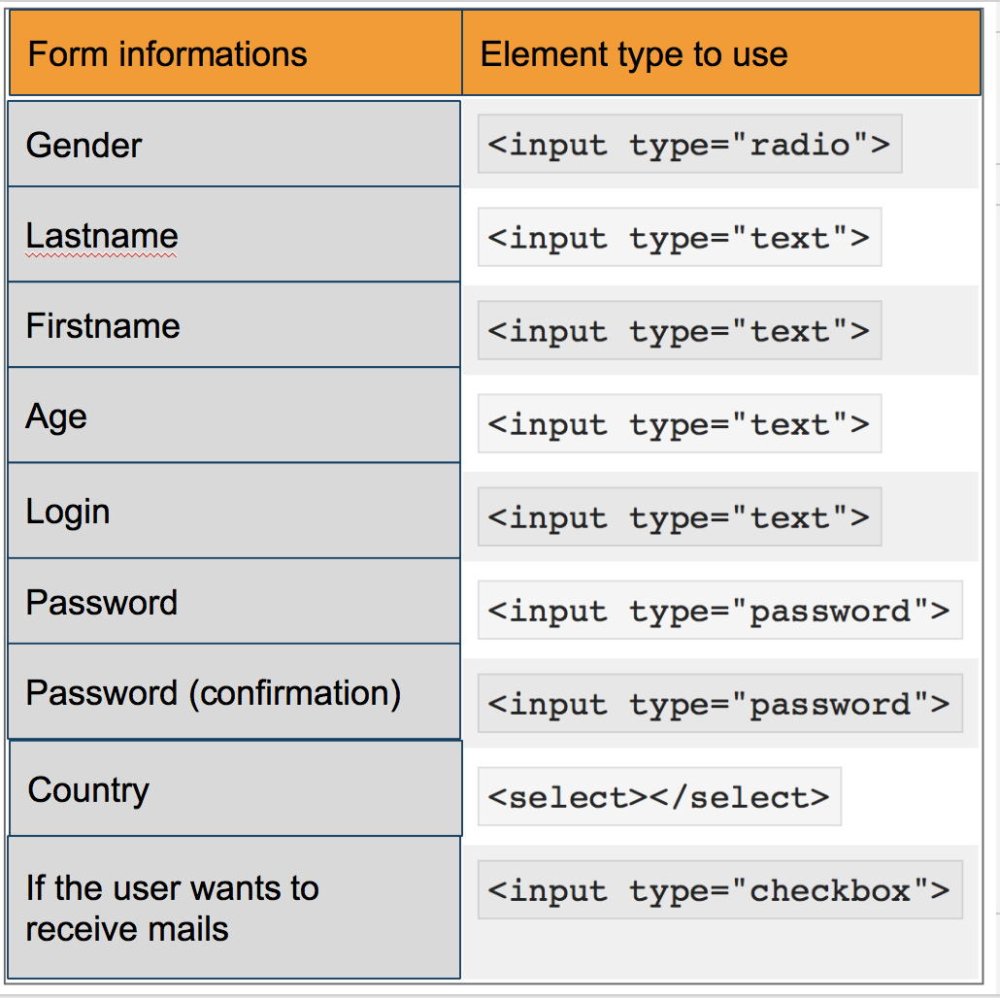 Form informations
Element type to use
Gender
<input type="radio">
Lastname
<input type="text">
Firstname
<input type="text">
Age
<input type="text">
Login
<input type="text">
Password
<input type="password">
Password (confirmation)
<input type="password">
Country
<select></select>
If the user wants to
receive mails
<input type="checkbox">